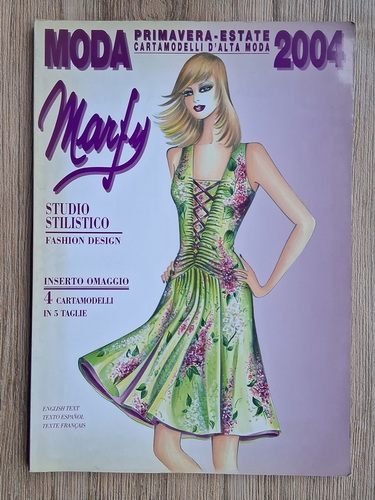 MODA PRIMAVERA-ESTATE 2004
CARTAMODELLI D'ALTA MODA
Marfy
STUDIO
STILISTICO
FASHION DESIGN
INSERTO OMAGGIO
4 CARTAMODELLI
IN 5 TAGLIE
ENGLISH TEXT
TEXTO ESPAÑOL
TEXTE FRANÇAIS